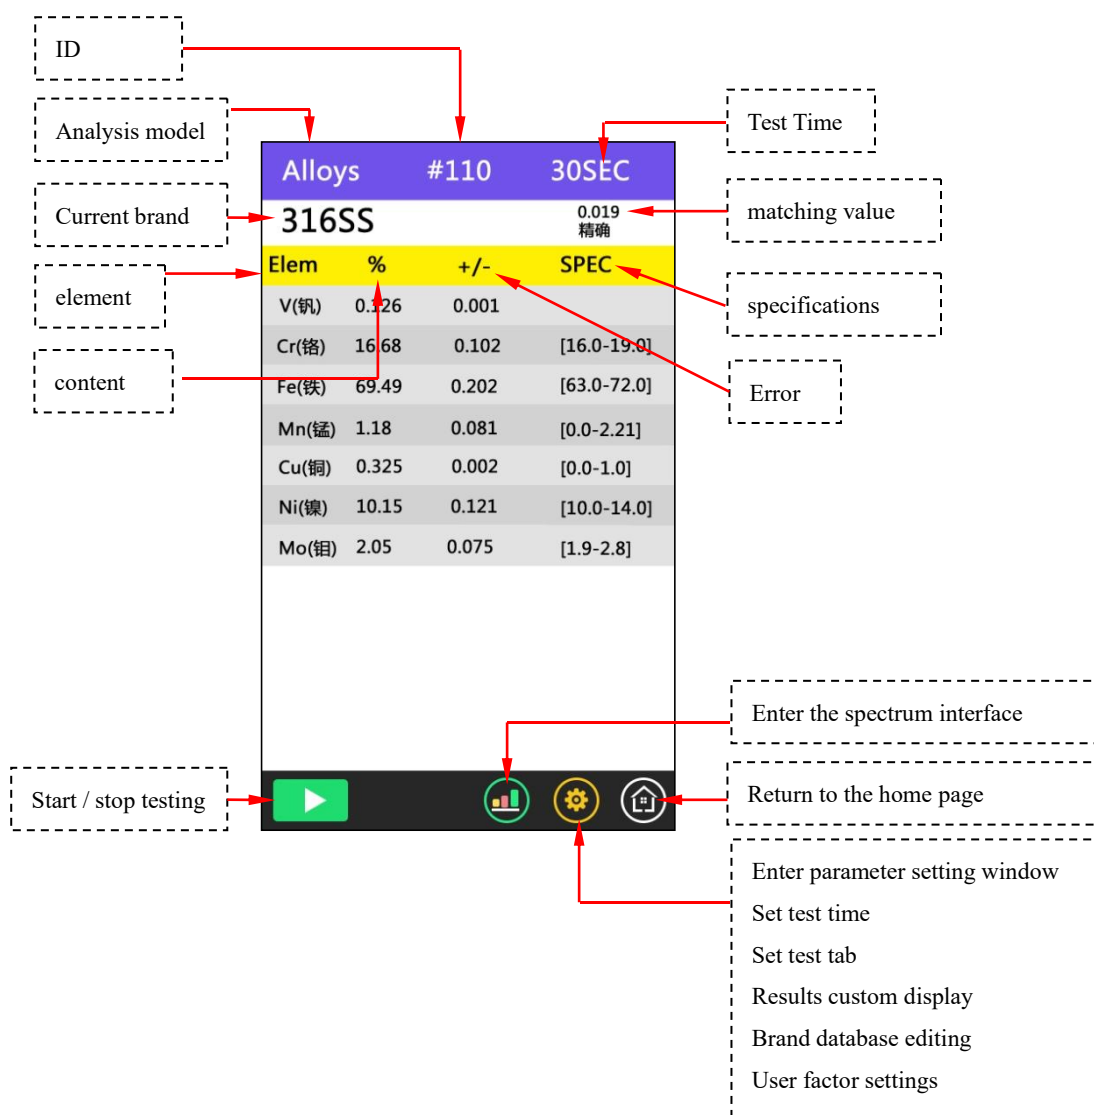 ID
Analysis model
Test Time
Alloys #110 30SEC
Current brand
316SS
0.019
精确
matching value
element
Elem % +/- SPEC
specifications
V(钒) 0.126 0.001
content
Cr(铬) 16.68 0.102 [16.0-19.0]
Fe(铁) 69.49 0.202 [63.0-72.0]
Error
Mn(锰) 1.18 0.081 [0.0-2.21]
Cu(铜) 0.325 0.002 [0.0-1.0]
Ni(镍) 10.15 0.121 [10.0-14.0]
Mo(钼) 2.05 0.075 [1.9-2.8]
Enter the spectrum interface
Start / stop testing
Return to the home page
Enter parameter setting window
Set test time
Set test tab
Results custom display
Brand database editing
User factor settings